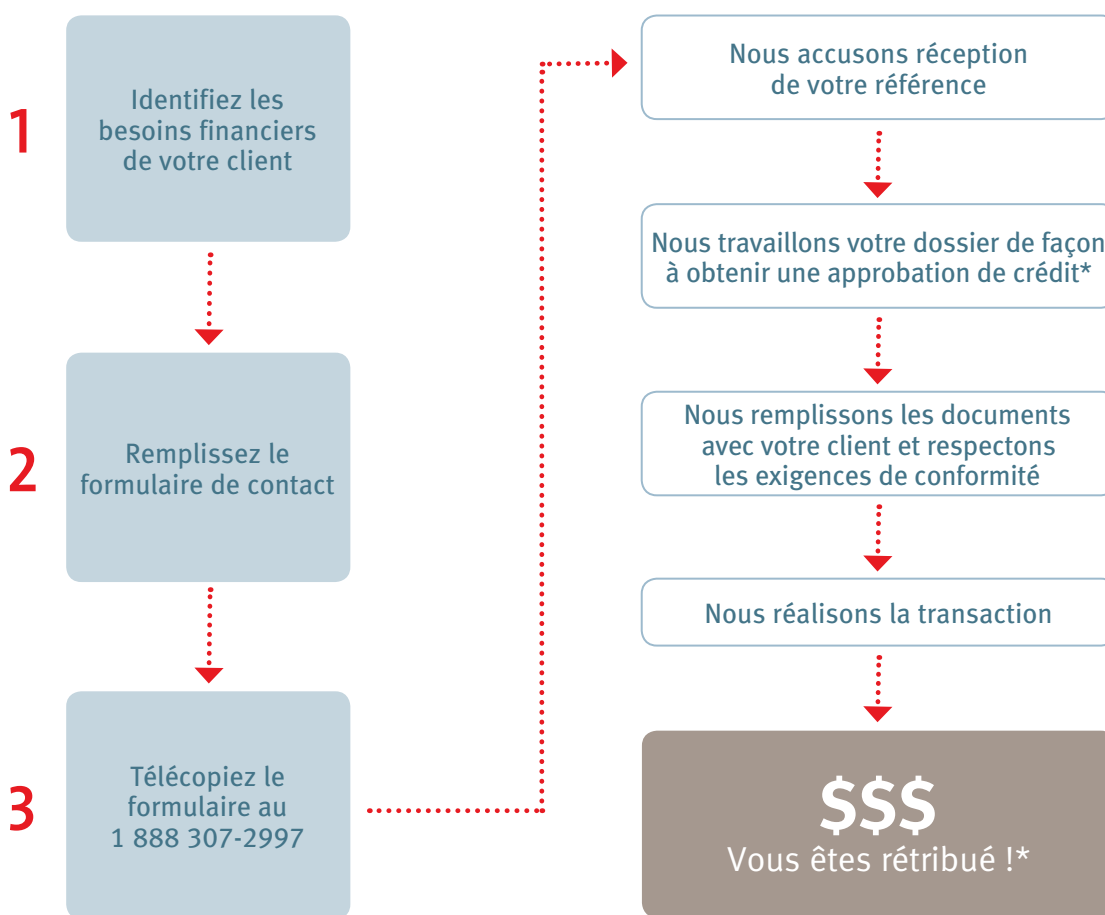 1
Identifiez les
besoins financiers
de votre client
2
Remplissez le
formulaire de contact
3
Télécopiez le
formulaire au
1 888 307-2997
Nous accusons réception
de votre référence
Nous travaillons votre dossier de façon
à obtenir une approbation de crédit*
Nous remplissons les documents
avec votre client et respectons
les exigences de conformité
Nous réalisons la transaction
$$$
Vous êtes rétribué !*